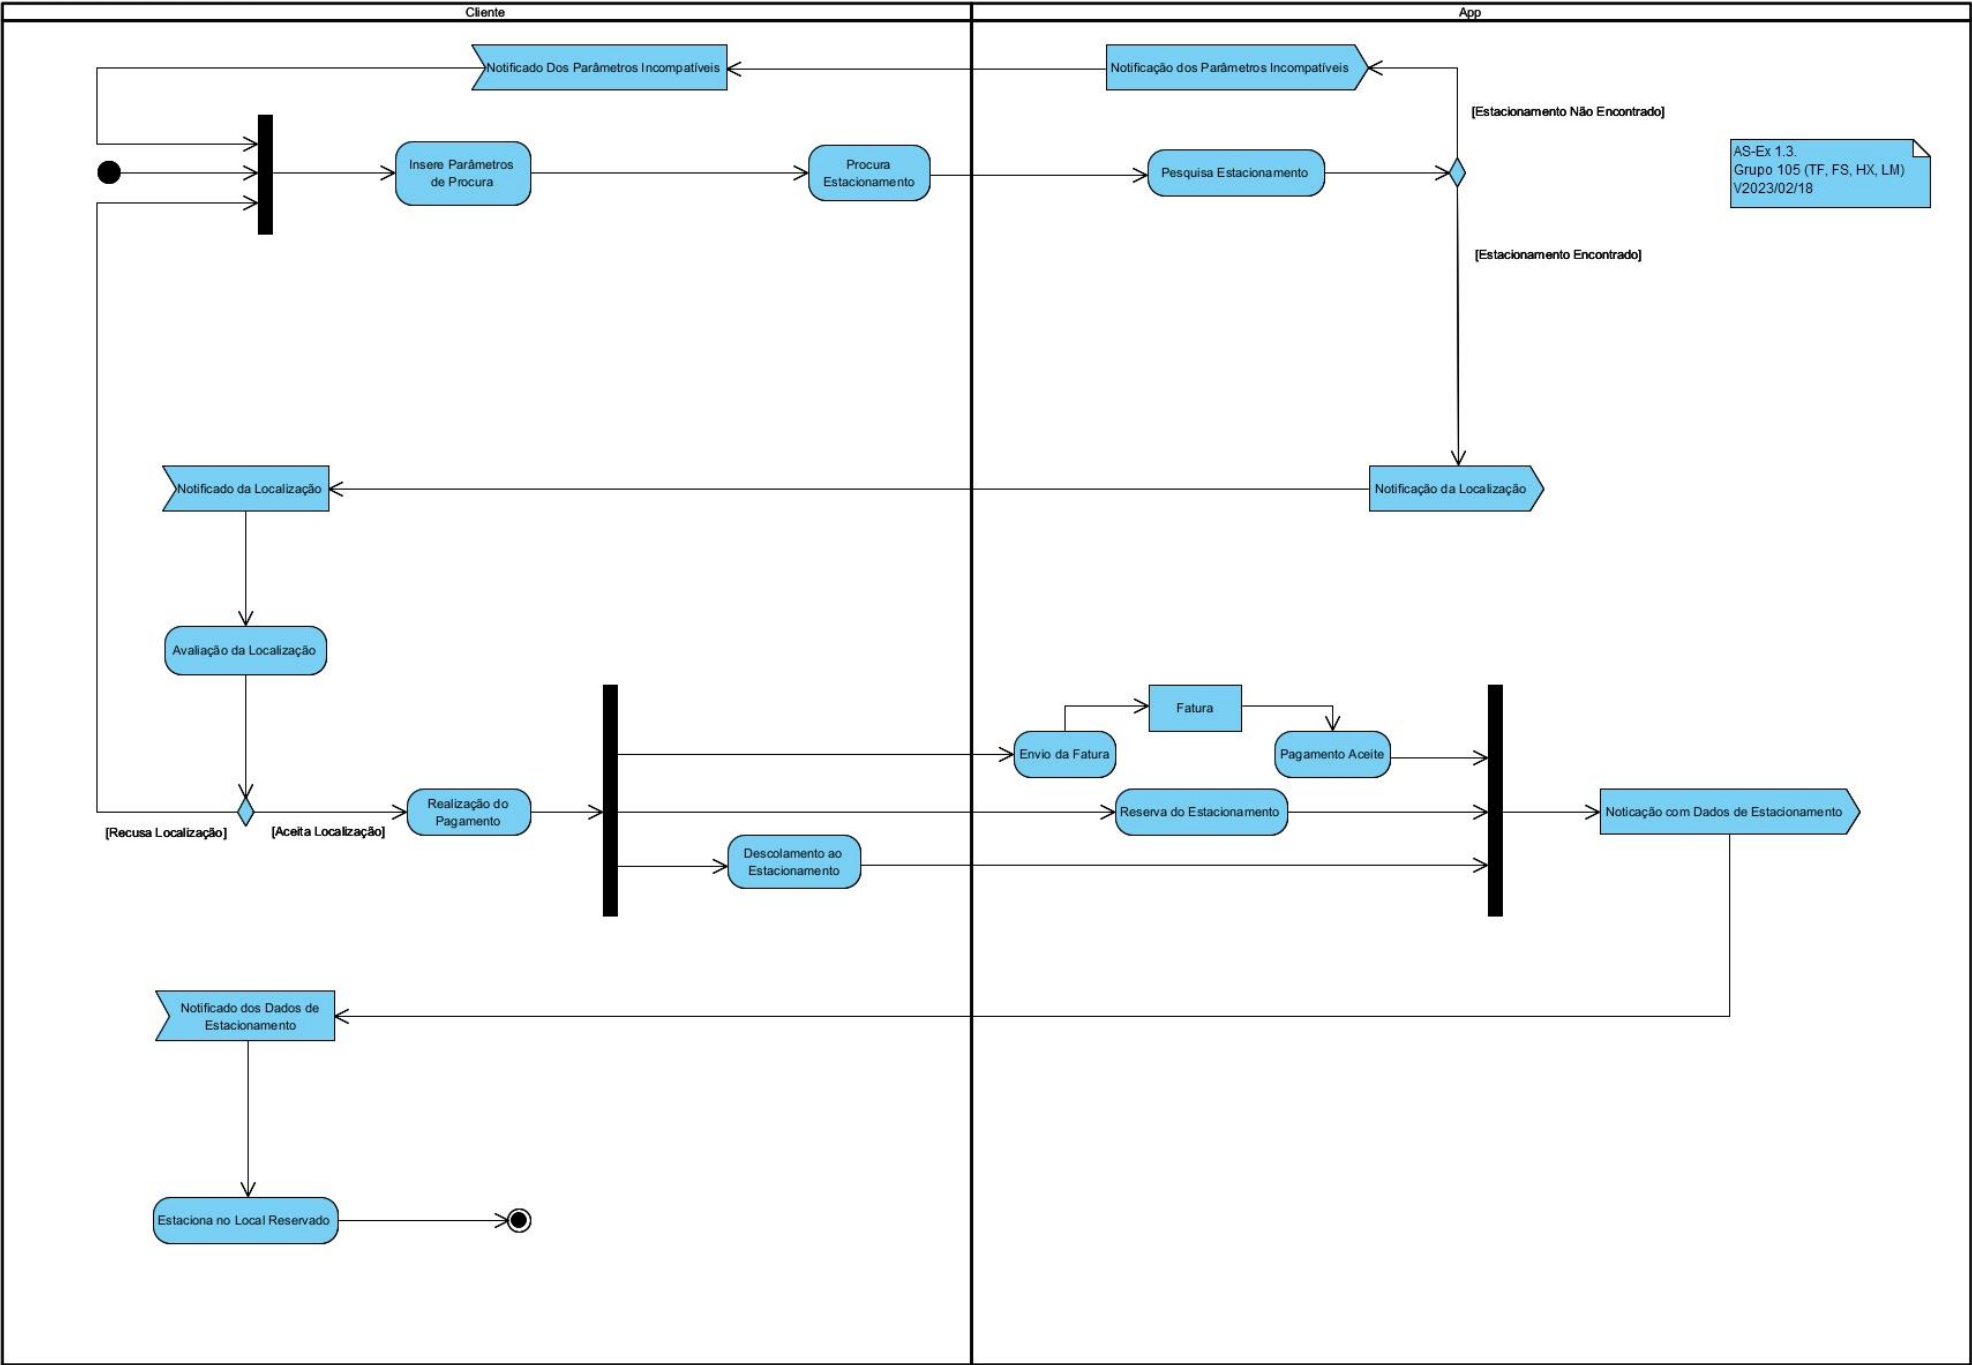 Cliente
App
Notificado Dos Parâmetros Incompatíveis
Notificação dos Parâmetros Incompatíveis
[Estacionamento Não Encontrado]
Insere Parâmetros
de Procura
Procura
Estacionamento
Pesquisa Estacionamento
AS-Ex 1.3.
Grupo 105 (TF, FS, HX, LM)
V2023/02/18
[Estacionamento Encontrado]
Notificado da Localização
Notificação da Localização
Avaliação da Localização
Fatura
Envio da Fatura
Pagamento Aceite
[Recusa Localização]
[Aceita Localização]
Realização do
Pagamento
Reserva do Estacionamento
Noticação com Dados de Estacionamento
Descolamento ao
Estacionamento
Notificado dos Dados de
Estacionamento
Estaciona no Local Reservado